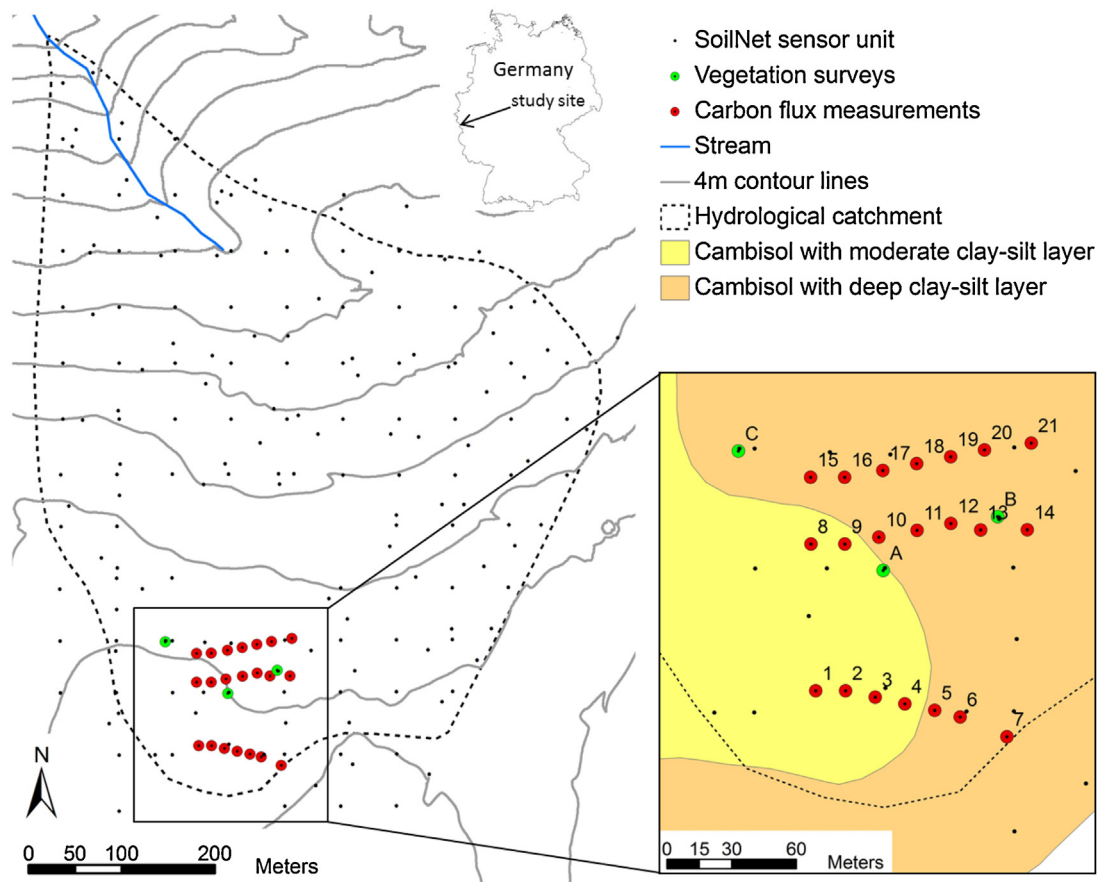 Germany
study site
SoilNet sensor unit
Vegetation surveys
Carbon flux measurements
Stream
4m contour lines
Hydrological catchment
Cambisol with moderate clay-silt layer
Cambisol with deep clay-silt layer
C
15 16 17 18 19 20 21
B
8 9 10 11 12 13 14
A
1 2 3 4 5 6 7
N
0 50 100 200 Meters
0 15 30 60
Meters